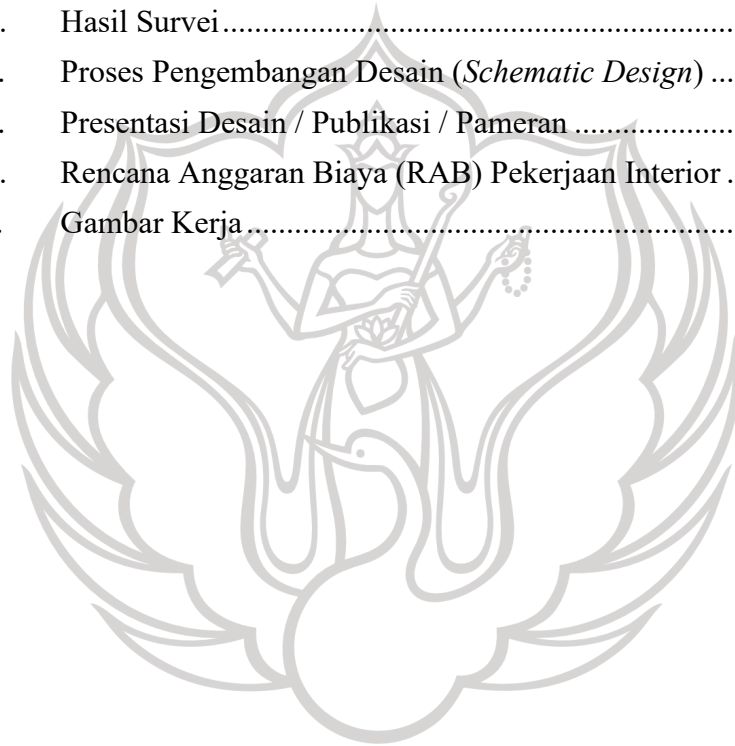 . Hasil Survei..........................................................
. Proses Pengembangan Desain (Schematic Design) ...
. Presentasi Desain / Publikasi / Pameran ....................
. Rencana Anggaran Biaya (RAB) Pekerjaan Interior .
. Gambar Kerja.......................................................